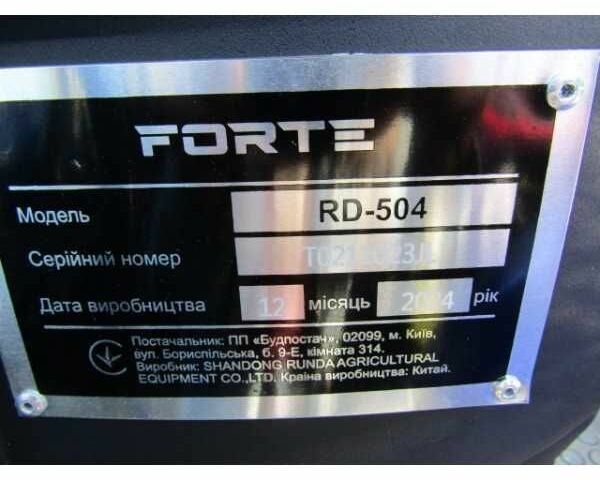 FORTE
Модель RD-504
Серійний номер
Дата виробництва 12 місяць 2024 рік
Постачальник: ПП «Будпостач», 02099, м. Київ,
вул. Бориспільська, б. 9-Е, кімната 314.
Виробник: SHANDONG RUNDA AGRICULTURAL
EQUIPMENT CO.,LTD. Країна виробництва: Китай.